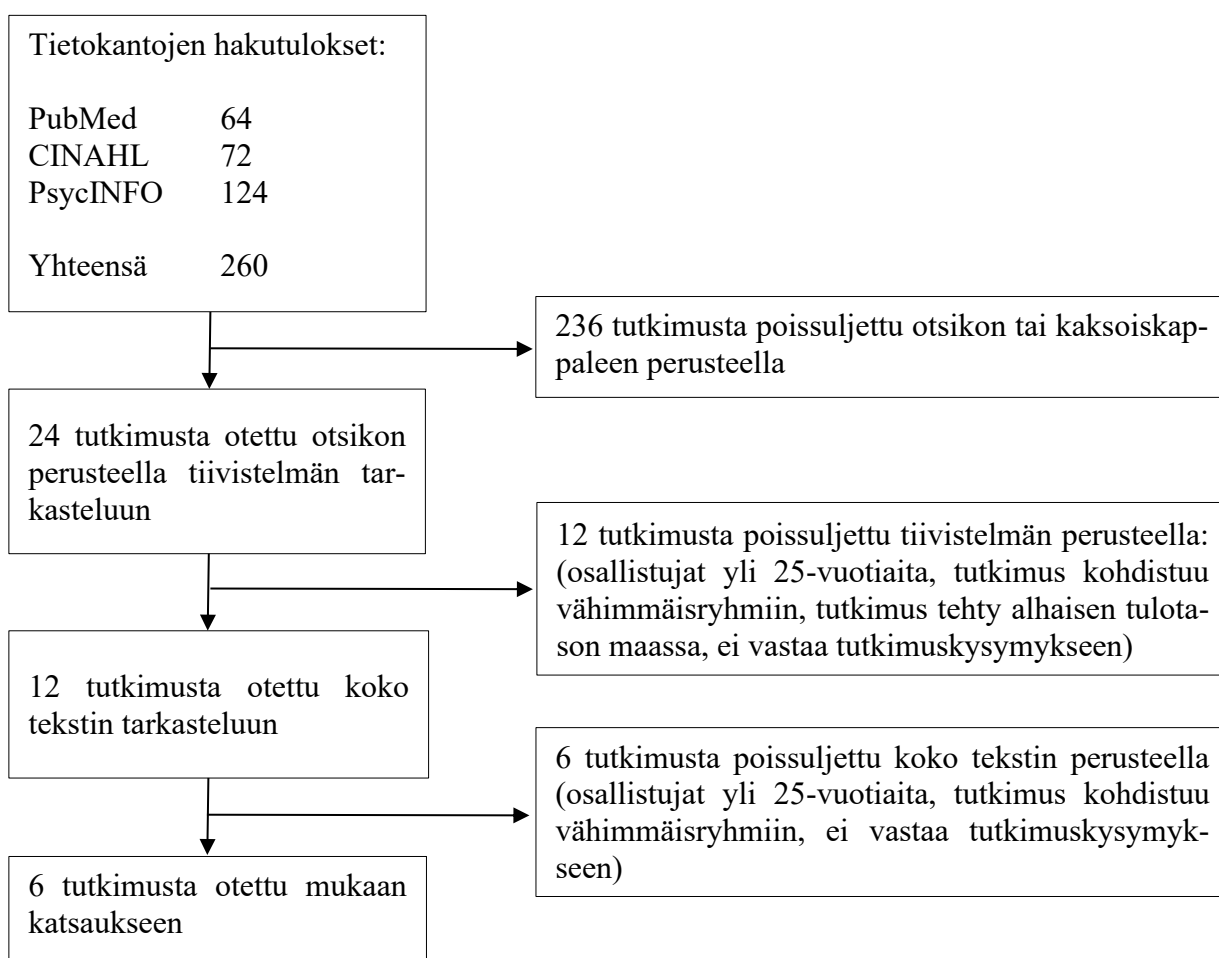 Tietokantojen hakutulokset:
PubMed 64
CINAHL 72
PsycINFO 124
Yhteensä 260
236 tutkimusta poissuljettu otsikon tai kaksoiskap-
paleen perusteella
24 tutkimusta otettu otsikon
perusteella tiivistelmän tar-
kasteluun
12 tutkimusta poissuljettu tiivistelmän perusteella:
(osallistujat yli 25-vuotiaita, tutkimus kohdistuu
vähimmäisryhmiin, tutkimus tehty alhaisen tulota-
son maassa, ei vastaa tutkimuskysymykseen)
12 tutkimusta otettu koko
tekstin tarkasteluun
6 tutkimusta poissuljettu koko tekstin perusteella
(osallistujat yli 25-vuotiaita, tutkimus kohdistuu
vähimmäisryhmiin, ei vastaa tutkimuskysymyk-
seen)
6 tutkimusta otettu mukaan
katsaukseen